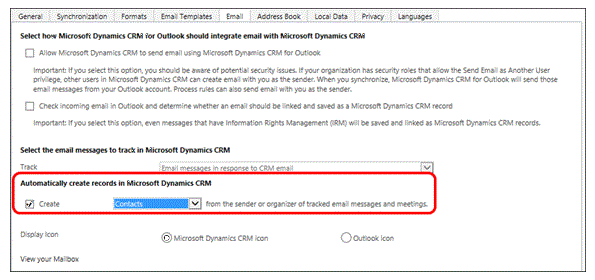 General Synchronization Formats Email Templates Email Address Book Local Data Privacy Languages
Select how Microsoft Dynamics CRM for Outlook should integrate email with Microsoft Dynamics CRM
Allow Microsoft Dynamics CRM to send email using Microsoft Dynamics CRM for Outlook
Important: If you select this option, you should be aware of potential security issues. If your organization has security roles that allow the Send Email as Another User
privilege, other users in Microsoft Dynamics CRM can create email with you as the sender. When you synchronize, Microsoft Dynamics CRM for Outlook will send those
email messages from your Outlook account. Process rules can also send email with you as the sender.
Check incoming email in Outlook and determine whether an email should be linked and saved as a Microsoft Dynamics CRM record
Important: If you select this option, even messages that have Information Rights Management (IRM) will be saved and linked as Microsoft Dynamics CRM records.
Select the email messages to track in Microsoft Dynamics CRM
Track Email messages in response to CRM email
Automatically create records in Microsoft Dynamics CRM
Create Contacts from the sender or organizer of tracked email messages and meetings.
Display Icon Microsoft Dynamics CRM icon Outlook icon
View your Mailbox